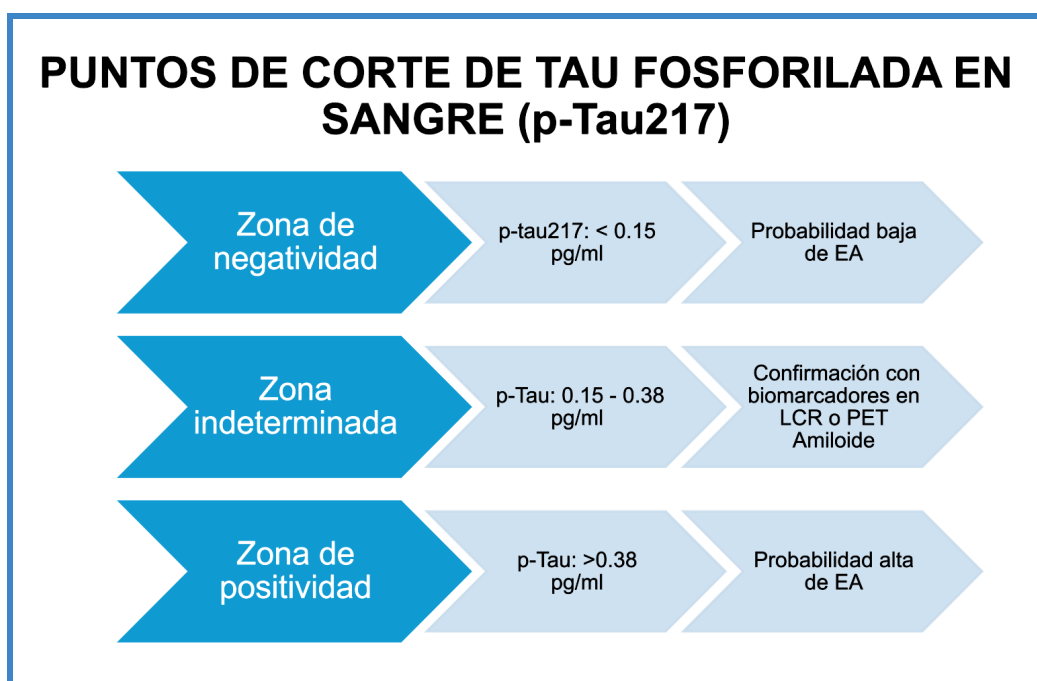 PUNTOS DE CORTE DE TAU FOSFORILADA EN
SANGRE (p-Tau217)
Zona de
negatividad
p-tau217: < 0.15
pg/ml
Probabilidad baja
de EA
Zona
indeterminada
p-Tau: 0.15 - 0.38
pg/ml
Confirmación con
biomarcadores en
LCR o PET
Amiloide
Zona de
positividad
p-Tau: >0.38
pg/ml
Probabilidad alta
de EA